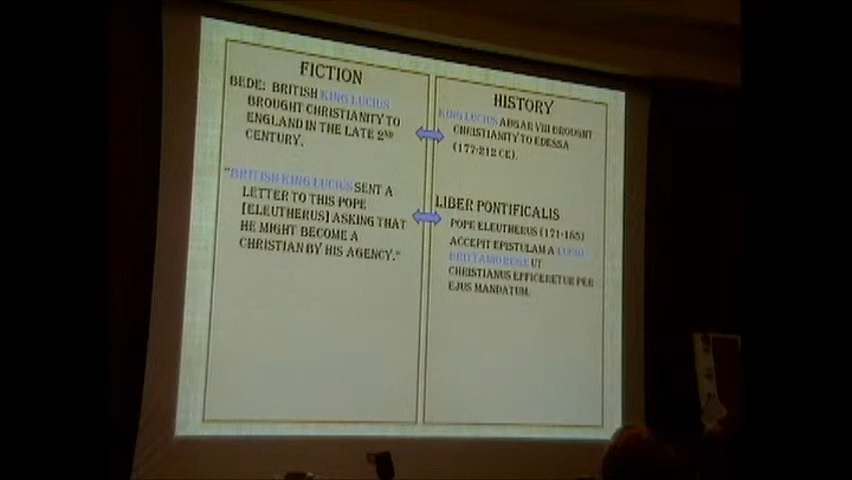 FICTION
BEDE: BRITISH KING LUCIUS
BROUGHT CHRISTIANITY TO
ENGLAND IN THE LATE 2ND
CENTURY.
"BRITISH KING LUCIUS SENT A
LETTER TO THIS POPE
[ELEUTHERUS] ASKING THAT
HE MIGHT BECOME A
CHRISTIAN BY HIS AGENCY."
HISTORY
KING LUCIUS ABGAR VIII BROUGHT
CHRISTIANITY TO EDESSA
(177-212 CE).
LIBER PONTIFICALIS
POPE ELEUTHERUS (171-185)
ACCEPIT EPISTULAM A LUCIO
BRITTANIO REGE UT
CHRISTIANUS EFFICERETUR PER
EJUS MANDATUM.